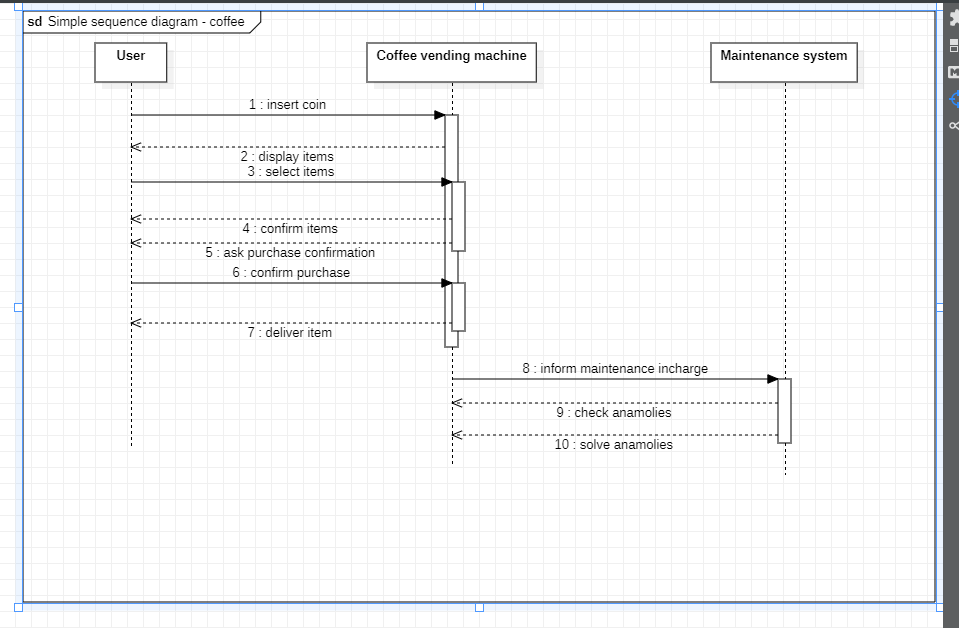 sd Simple sequence diagram - coffee
User
Coffee vending machine
Maintenance system
1 : insert coin
2 : display items
3 : select items
4 : confirm items
5 : ask purchase confirmation
6 : confirm purchase
7 : deliver item
8 : inform maintenance incharge
9 : check anamolies
10 : solve anamolies